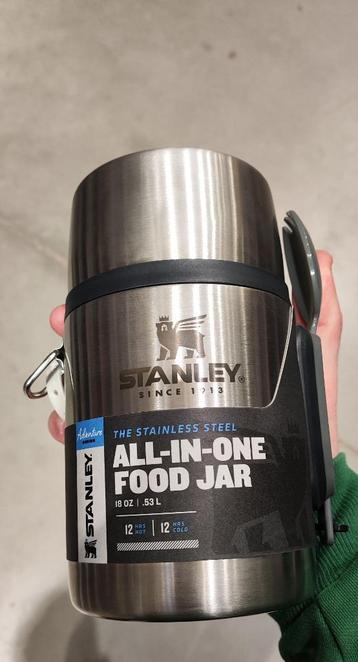 STANLEY®
SINCE 1913
Adventure
SERIES
STANLEY
THE STAINLESS STEEL
ALL-IN-ONE
FOOD JAR
18 OZ | .53 L
12 HRS HOT | 12 HRS COLD